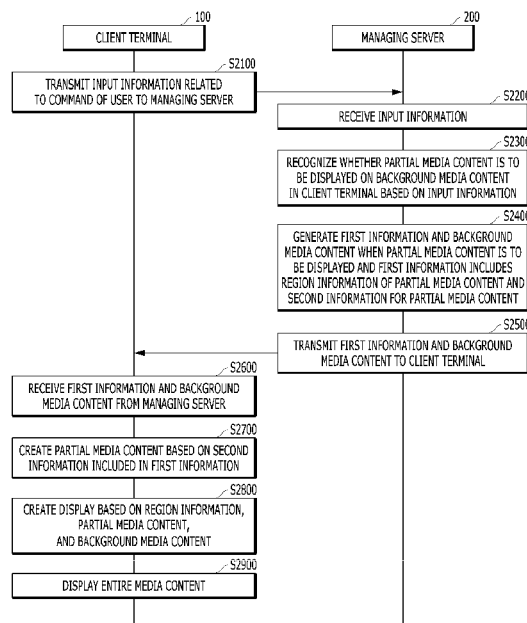 100
200
CLIENT TERMINAL
MANAGING SERVER
S2100
TRANSMIT INPUT INFORMATION RELATED
TO COMMAND OF USER TO MANAGING SERVER
S2200
RECEIVE INPUT INFORMATION
S2300
RECOGNIZE WHETHER PARTIAL MEDIA CONTENT IS TO
BE DISPLAYED ON BACKGROUND MEDIA CONTENT
IN CLIENT TERMINAL BASED ON INPUT INFORMATION
S2400
GENERATE FIRST INFORMATION AND BACKGROUND
MEDIA CONTENT WHEN PARTIAL MEDIA CONTENT IS TO
BE DISPLAYED AND FIRST INFORMATION INCLUDES
REGION INFORMATION OF PARTIAL MEDIA CONTENT AND
SECOND INFORMATION FOR PARTIAL MEDIA CONTENT
S2500
TRANSMIT FIRST INFORMATION AND BACKGROUND
MEDIA CONTENT TO CLIENT TERMINAL
S2600
RECEIVE FIRST INFORMATION AND BACKGROUND
MEDIA CONTENT FROM MANAGING SERVER
S2700
CREATE PARTIAL MEDIA CONTENT BASED ON SECOND
INFORMATION INCLUDED IN FIRST INFORMATION
S2800
CREATE DISPLAY BASED ON REGION INFORMATION,
PARTIAL MEDIA CONTENT,
AND BACKGROUND MEDIA CONTENT
S2900
DISPLAY ENTIRE MEDIA CONTENT